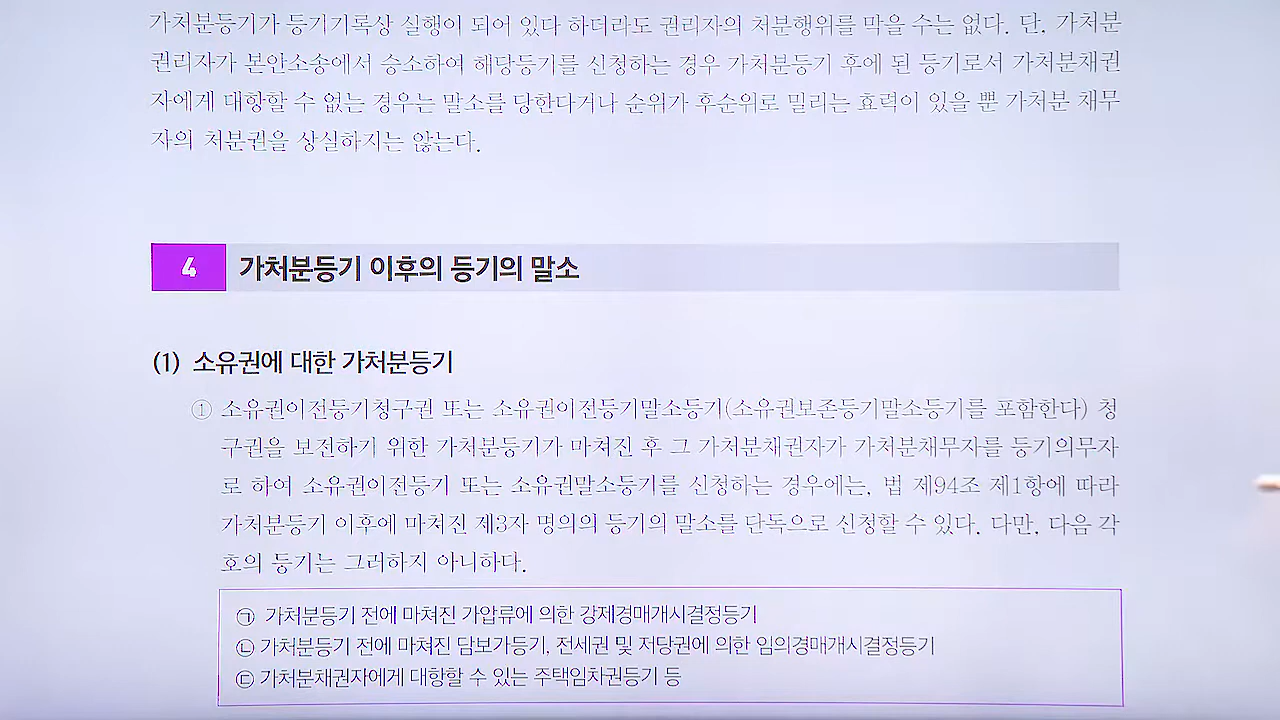 가처분등기가 등기기록상 실행이 되어 있다 하더라도 권리자의 처분행위를 막을 수는 없다. 단, 가처분
권리자가 본안소송에서 승소하여 해당등기를 신청하는 경우 가처분등기 후에 된 등기로서 가처분채권
자에게 대항할 수 없는 경우는 말소를 당한다거나 순위가 후순위로 밀리는 효력이 있을 뿐 가처분 채무
자의 처분권을 상실하지는 않는다.
4 가처분등기 이후의 등기의 말소
(1) 소유권에 대한 가처분등기
① 소유권이전등기청구권 또는 소유권이전등기말소등기(소유권보존등기말소등기를 포함한다) 청
구권을 보전하기 위한 가처분등기가 마쳐진 후 그 가처분채권자가 가처분채무자를 등기의무자
로 하여 소유권이전등기 또는 소유권말소등기를 신청하는 경우에는, 법 제94조 제1항에 따라
가처분등기 이후에 마쳐진 제3자 명의의 등기의 말소를 단독으로 신청할 수 있다. 다만, 다음 각
호의 등기는 그러하지 아니하다.
㉠ 가처분등기 전에 마쳐진 가압류에 의한 강제경매개시결정등기
㉡ 가처분등기 전에 마쳐진 담보가등기, 전세권 및 저당권에 의한 임의경매개시결정등기
㉢ 가처분채권자에게 대항할 수 있는 주택임차권등기 등